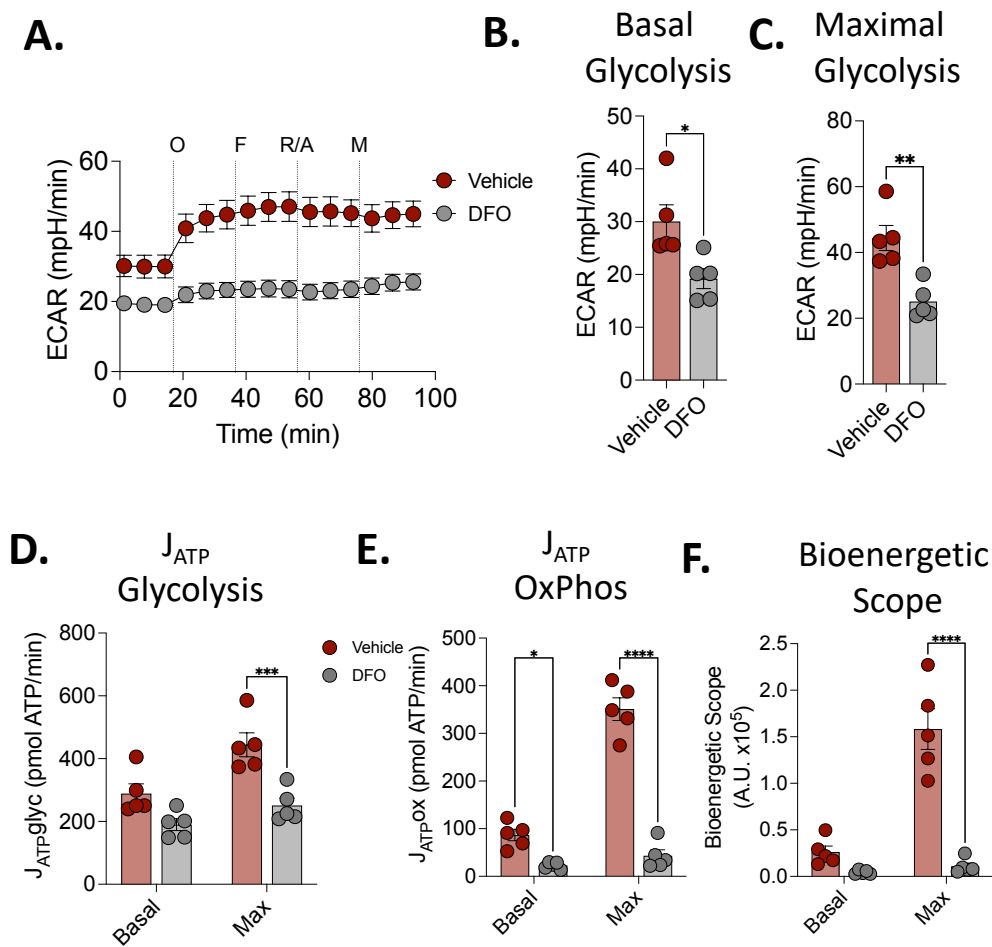 A.
O F R/A M
60
40
20
0
ECAR (mpH/min)
0 20 40 60 80 100
Time (min)
Vehicle
DFO
B.
Basal
Glycolysis
*
50
40
30
20
10
0
ECAR (mpH/min)
Vehicle DFO
C.
Maximal
Glycolysis
**
80
60
40
20
0
ECAR (mpH/min)
Vehicle DFO
D.
JATP
Glycolysis
800
600
400
200
0
JATPglyc (pmol ATP/min)
***
Basal Max
Vehicle
DFO
E.
JATP
OxPhos
500
400
300
200
100
0
JATPox (pmol ATP/min)
* ****
Basal Max
F.
Bioenergetic
Scope
2.5
2.0
1.5
1.0
0.5
0.0
Bioenergetic Scope
(A.U. x10⁵)
****
Basal Max